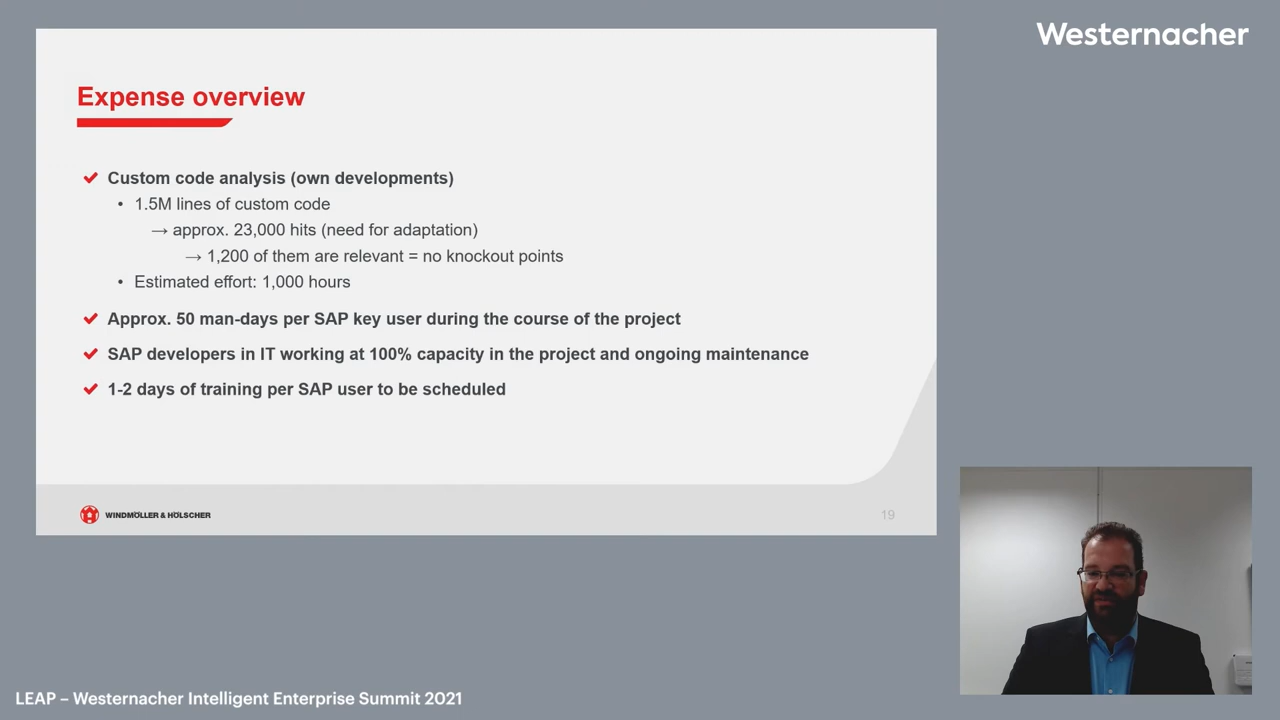 Westernacher
Expense overview
Custom code analysis (own developments)
• 1.5M lines of custom code
→ approx. 23,000 hits (need for adaptation)
→ 1,200 of them are relevant = no knockout points
• Estimated effort: 1,000 hours
Approx. 50 man-days per SAP key user during the course of the project
SAP developers in IT working at 100% capacity in the project and ongoing maintenance
1-2 days of training per SAP user to be scheduled
WINDMÖLLER & HÖLSCHER
19
LEAP – Westernacher Intelligent Enterprise Summit 2021